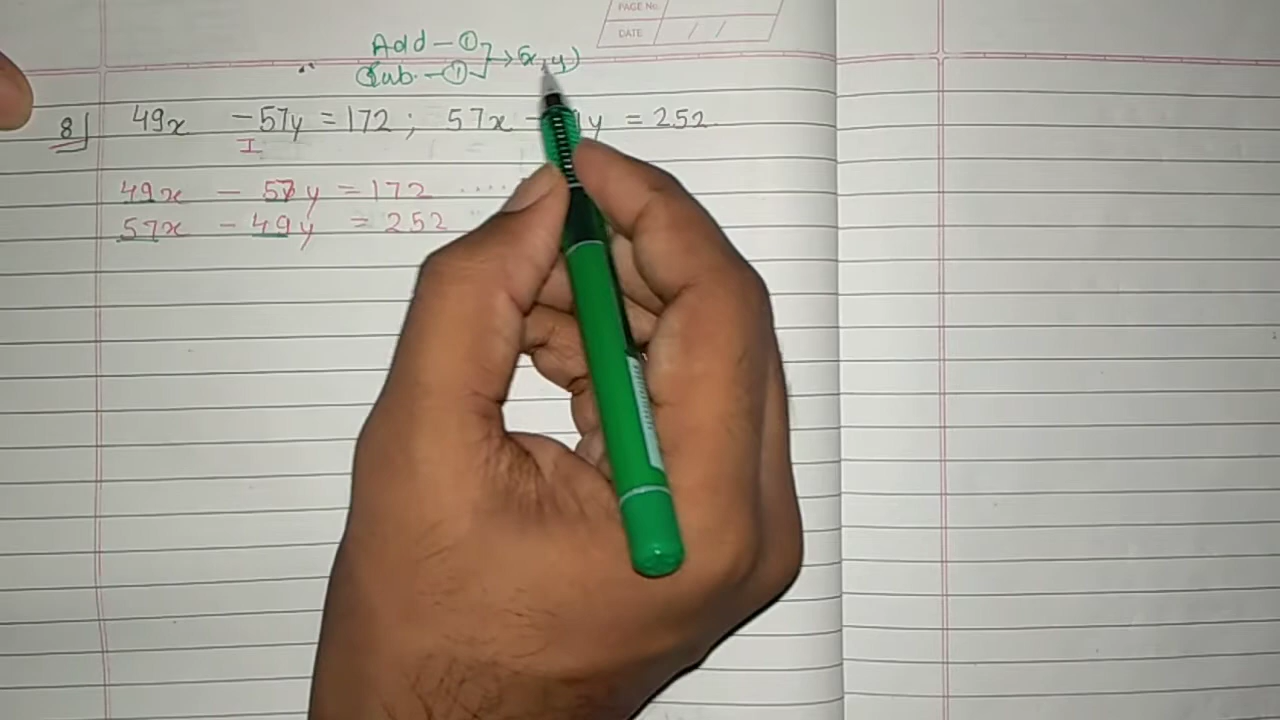 PAGE No.
DATE / /
Add - ①
Sub. - ① → (x, y)
8] 49x - 57y = 172 ; 57x - y = 252
I
49x - 57y = 172 ....
57x - 49y = 252